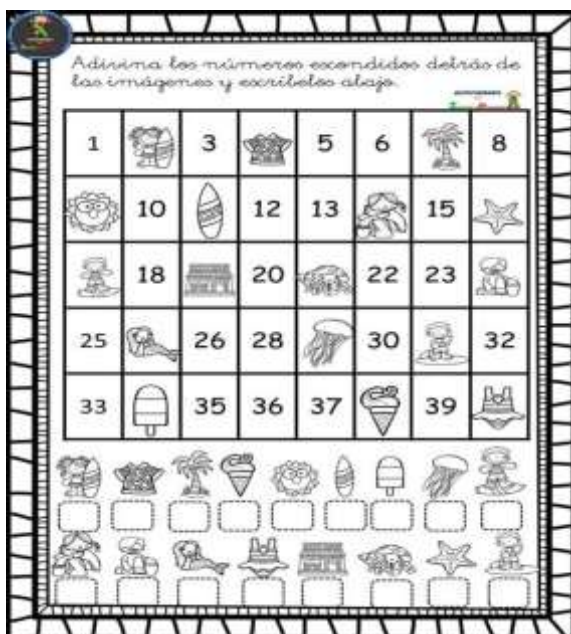 Adivina los números escondidos detrás de
las imágenes y escríbelos abajo.
1 3 5 6 8
10 12 13 15
18 20 22 23
25 26 28 30 32
33 35 36 37 39